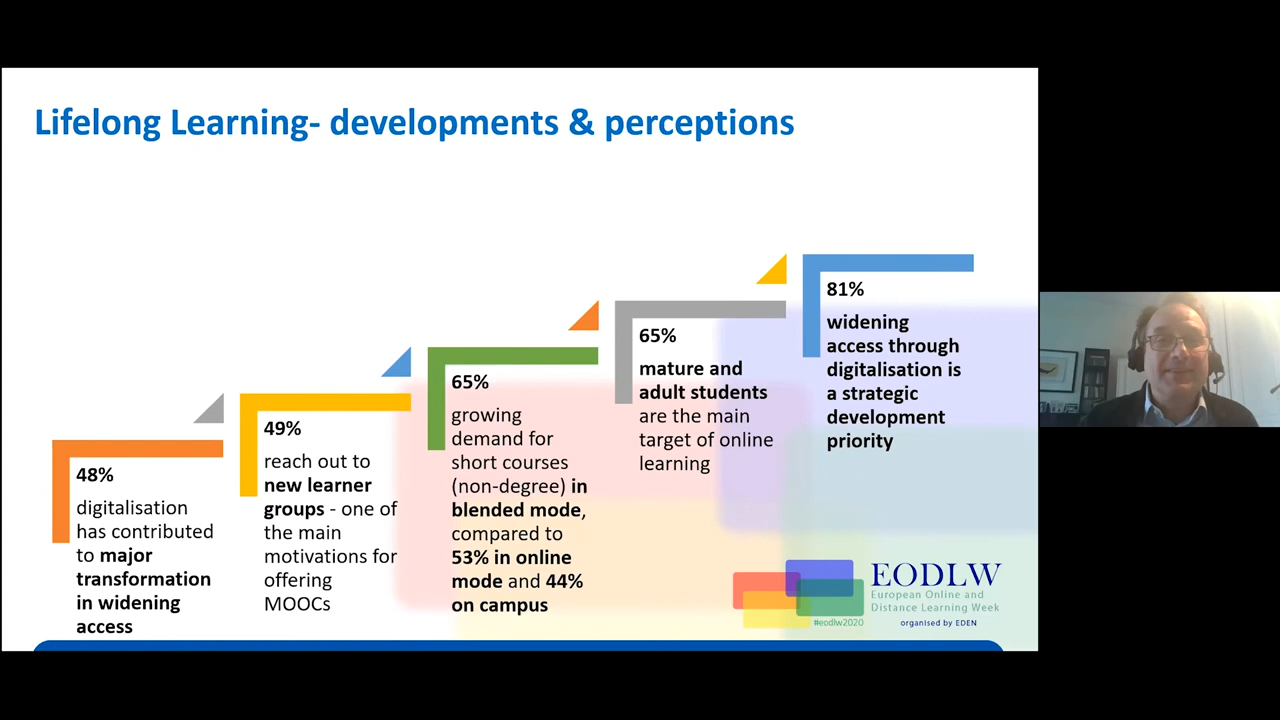 Lifelong Learning- developments & perceptions
48%
digitalisation
has contributed
to major
transformation
in widening
access
49%
reach out to
new learner
groups - one of
the main
motivations for
offering
MOOCs
65%
growing
demand for
short courses
(non-degree) in
blended mode,
compared to
53% in online
mode and 44%
on campus
65%
mature and
adult students
are the main
target of online
learning
81%
widening
access through
digitalisation is
a strategic
development
priority
EODLW
European Online and
Distance Learning Week
#eodlw2020
organised by EDEN